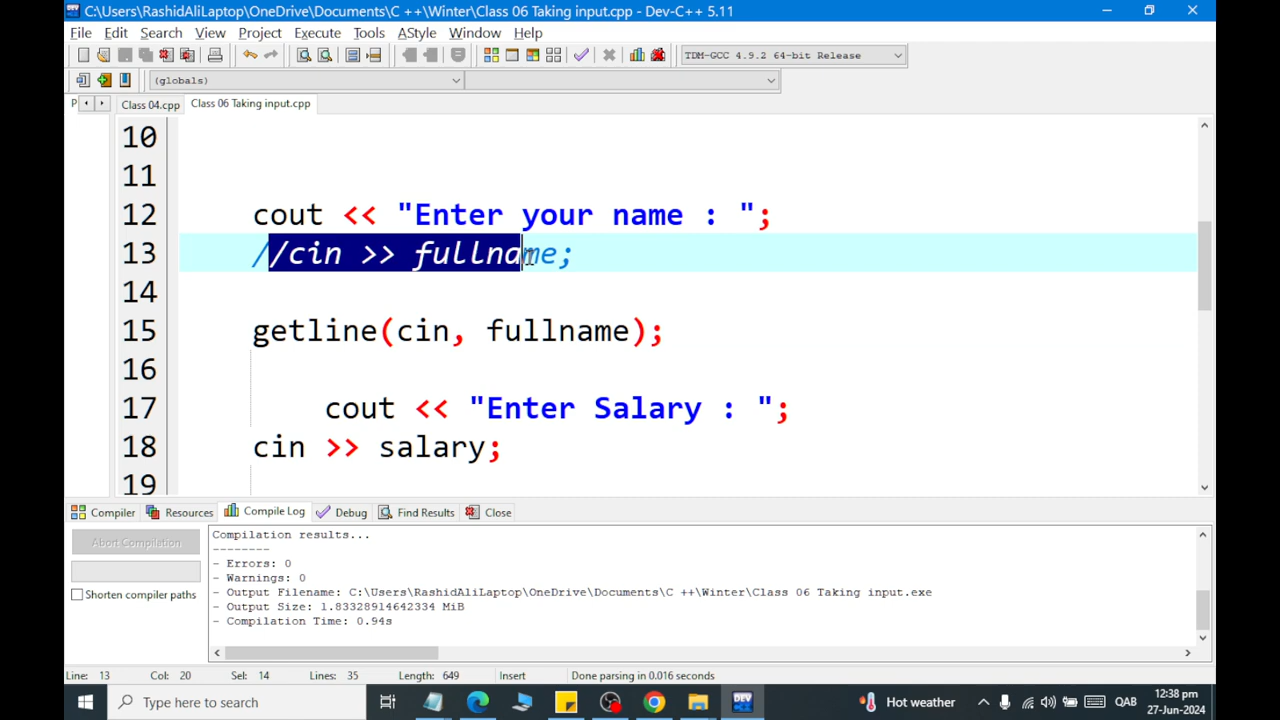 C:\Users\RashidAliLaptop\OneDrive\Documents\C ++\Winter\Class 06 Taking input.cpp - Dev-C++ 5.11
File Edit Search View Project Execute Tools AStyle Window Help
TDM-GCC 4.9.2 64-bit Release
(globals)
P Class 04.cpp Class 06 Taking input.cpp
10
11
12 cout << "Enter your name : ";
13 //cin >> fullname;
14
15 getline(cin, fullname);
16
17 cout << "Enter Salary : ";
18 cin >> salary;
19
Compiler Resources Compile Log Debug Find Results Close
Abort Compilation
Shorten compiler paths
Compilation results...
--------
- Errors: 0
- Warnings: 0
- Output Filename: C:\Users\RashidAliLaptop\OneDrive\Documents\C ++\Winter\Class 06 Taking input.exe
- Output Size: 1.83328914642334 MiB
- Compilation Time: 0.94s
Line: 13 Col: 20 Sel: 14 Lines: 35 Length: 649 Insert Done parsing in 0.016 seconds
Type here to search
Hot weather
QAB
12:38 pm
27-Jun-2024